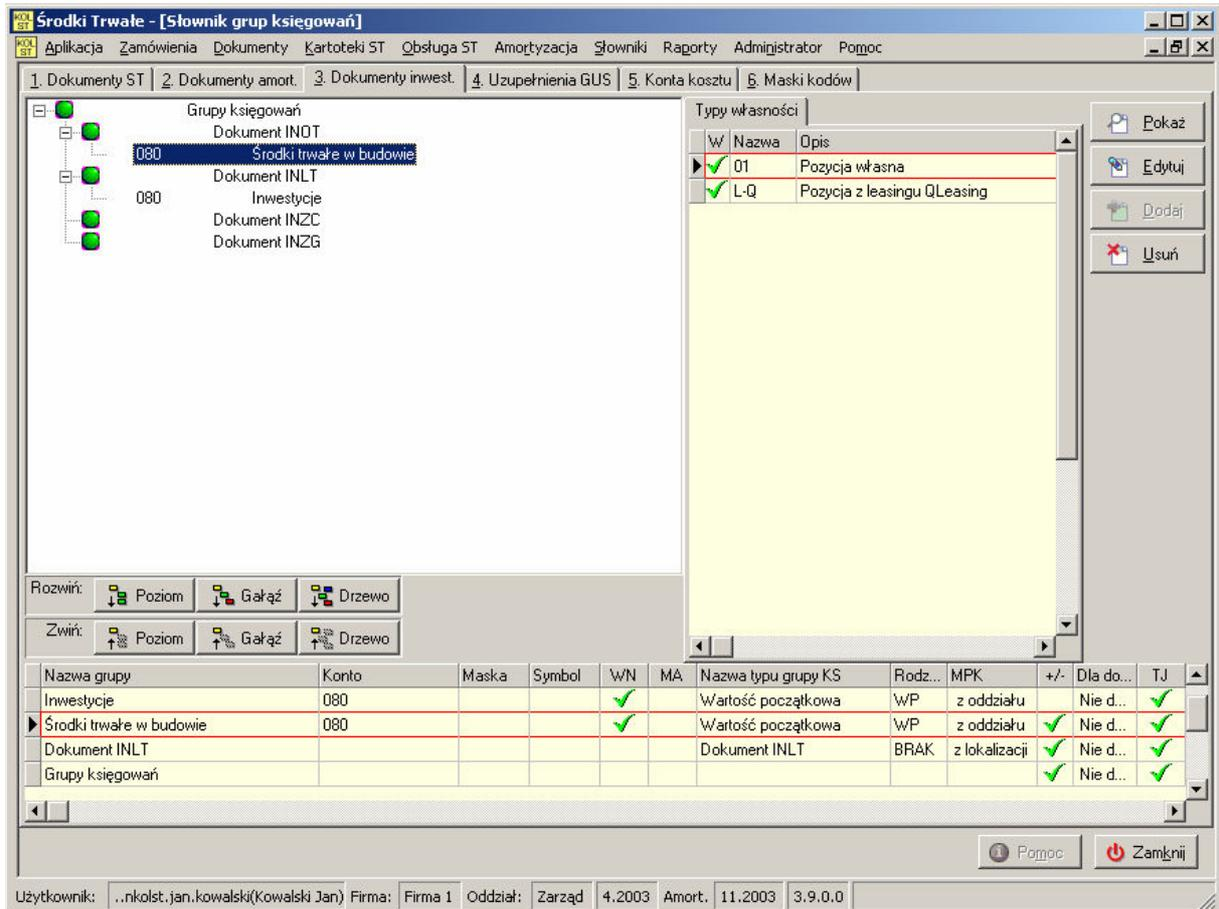 KOL ST Środki Trwałe - [Słownik grup księgowań]
KOL ST Aplikacja Zamówienia Dokumenty Kartoteki ST Obsługa ST Amortyzacja Słowniki Raporty Administrator Pomoc
1. Dokumenty ST 2. Dokumenty amort. 3. Dokumenty inwest. 4. Uzupełnienia GUS 5. Konta kosztu 6. Maski kodów
Grupy księgowań
Dokument INOT
080 Środki trwałe w budowie
Dokument INLT
080 Inwestycje
Dokument INZC
Dokument INZG
Typy własności
W Nazwa Opis
01 Pozycja własna
L-Q Pozycja z leasingu QLeasing
Pokaż
Edytuj
Dodaj
Usuń
Rozwiń: Poziom Gałąź Drzewo
Zwiń: Poziom Gałąź Drzewo
Nazwa grupy Konto Maska Symbol WN MA Nazwa typu grupy KS Rodz... MPK +/- Dla do... TJ
Inwestycje 080 Wartość początkowa WP z oddziału Nie d...
Środki trwałe w budowie 080 Wartość początkowa WP z oddziału Nie d...
Dokument INLT Dokument INLT BRAK z lokalizacji Nie d...
Grupy księgowań Nie d...
Pomoc Zamknij
Użytkownik: ..nkolst.jan.kowalski(Kowalski Jan) Firma: Firma 1 Oddział: Zarząd 4.2003 Amort. 11.2003 3.9.0.0